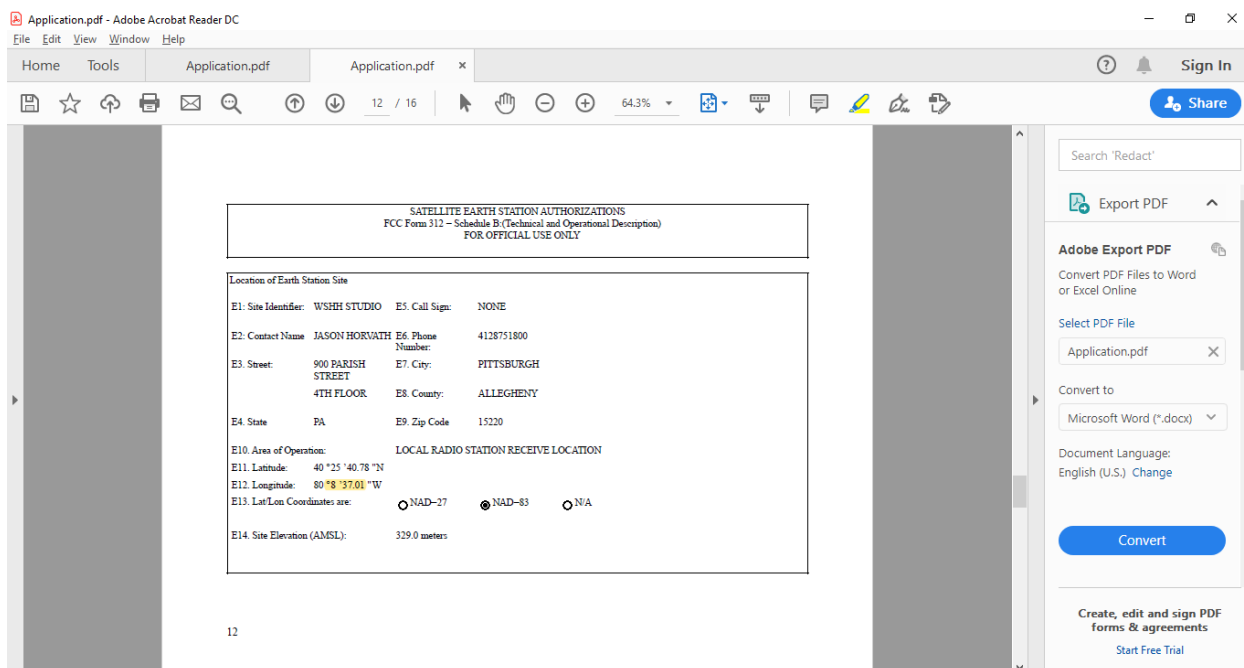 Application.pdf - Adobe Acrobat Reader DC
File Edit View Window Help
Home Tools Application.pdf Application.pdf × Sign In
12 / 16 64.3% Share
Search 'Redact'
Export PDF
Adobe Export PDF
Convert PDF Files to Word
or Excel Online
Select PDF File
Application.pdf
Convert to
Microsoft Word (*.docx)
Document Language:
English (U.S.) Change
Convert
Create, edit and sign PDF
forms & agreements
Start Free Trial
SATELLITE EARTH STATION AUTHORIZATIONS
FCC Form 312 – Schedule B:(Technical and Operational Description)
FOR OFFICIAL USE ONLY
Location of Earth Station Site
E1: Site Identifier: WSHH STUDIO E5. Call Sign: NONE
E2: Contact Name JASON HORVATH E6. Phone 4128751800
Number:
E3. Street: 900 PARISH E7. City: PITTSBURGH
STREET
4TH FLOOR E8. County: ALLEGHENY
E4. State PA E9. Zip Code 15220
E10. Area of Operation: LOCAL RADIO STATION RECEIVE LOCATION
E11. Latitude: 40 °25 '40.78 "N
E12. Longitude: 80 °8 '37.01 "W
E13. Lat/Lon Coordinates are: NAD–27 NAD–83 N/A
E14. Site Elevation (AMSL): 329.0 meters
12